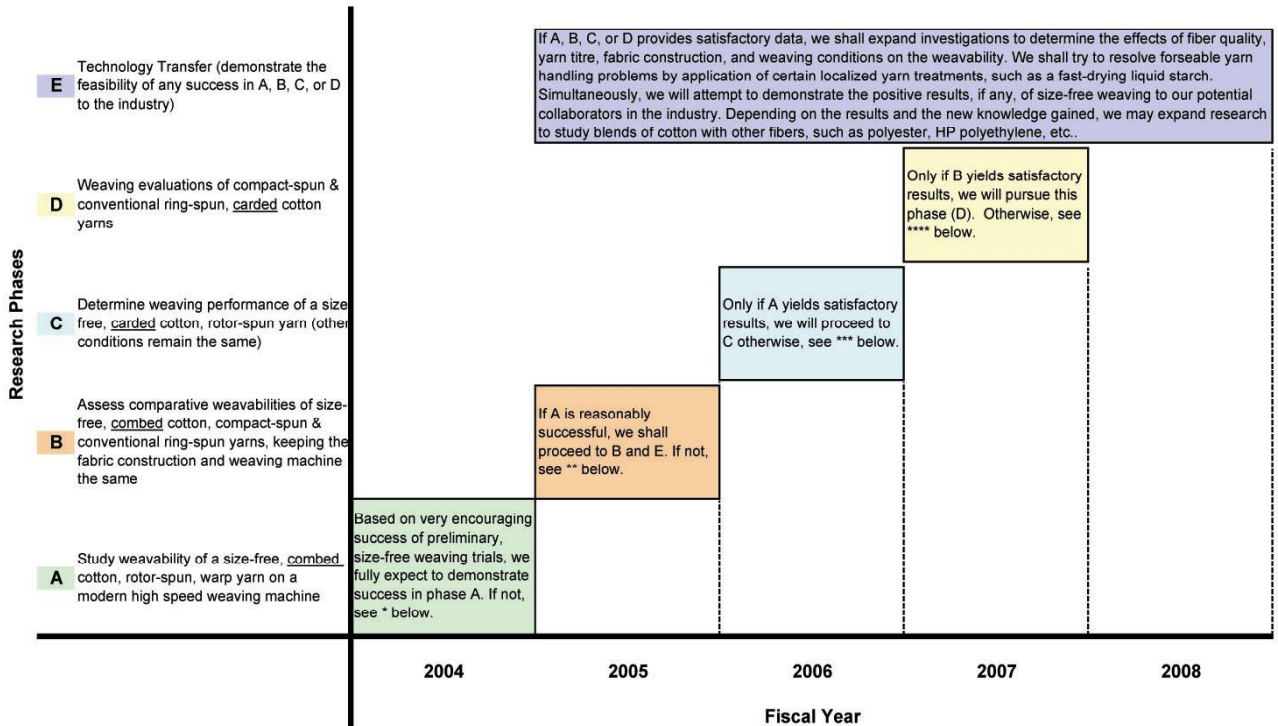 Research Phases
E
Technology Transfer (demonstrate the
feasibility of any success in A, B, C, or D
to the industry)
If A, B, C, or D provides satisfactory data, we shall expand investigations to determine the effects of fiber quality,
yarn titre, fabric construction, and weaving conditions on the weavability. We shall try to resolve forseable yarn
handling problems by application of certain localized yarn treatments, such as a fast-drying liquid starch.
Simultaneously, we will attempt to demonstrate the positive results, if any, of size-free weaving to our potential
collaborators in the industry. Depending on the results and the new knowledge gained, we may expand research
to study blends of cotton with other fibers, such as polyester, HP polyethylene, etc..
D
Weaving evaluations of compact-spun &
conventional ring-spun, carded cotton
yarns
Only if B yields satisfactory
results, we will pursue this
phase (D). Otherwise, see
**** below.
C
Determine weaving performance of a size
free, carded cotton, rotor-spun yarn (other
conditions remain the same)
Only if A yields satisfactory
results, we will proceed to
C otherwise, see *** below.
B
Assess comparative weavabilities of size-
free, combed cotton, compact-spun &
conventional ring-spun yarns, keeping the
fabric construction and weaving machine
the same
If A is reasonably
successful, we shall
proceed to B and E. If not,
see ** below.
A
Study weavability of a size-free, combed
cotton, rotor-spun, warp yarn on a
modern high speed weaving machine
Based on very encouraging
success of preliminary,
size-free weaving trials, we
fully expect to demonstrate
success in phase A. If not,
see * below.
2004 2005 2006 2007 2008
Fiscal Year